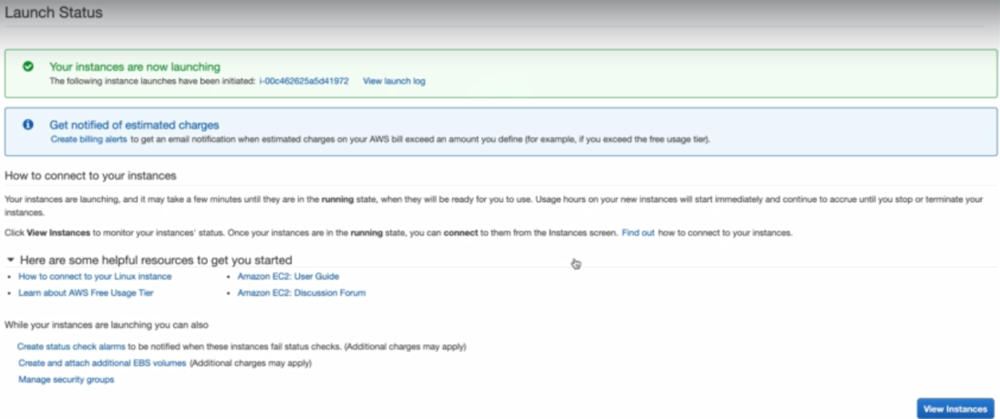 Launch Status
Your instances are now launching
The following instance launches have been initiated: i-00c462625a5d41972 View launch log
Get notified of estimated charges
Create billing alerts to get an email notification when estimated charges on your AWS bill exceed an amount you define (for example, if you exceed the free usage tier).
How to connect to your instances
Your instances are launching, and it may take a few minutes until they are in the running state, when they will be ready for you to use. Usage hours on your new instances will start immediately and continue to accrue until you stop or terminate your
instances.
Click View Instances to monitor your instances' status. Once your instances are in the running state, you can connect to them from the Instances screen. Find out how to connect to your instances.
Here are some helpful resources to get you started
• How to connect to your Linux instance • Amazon EC2: User Guide
• Learn about AWS Free Usage Tier • Amazon EC2: Discussion Forum
While your instances are launching you can also
Create status check alarms to be notified when these instances fail status checks. (Additional charges may apply)
Create and attach additional EBS volumes (Additional charges may apply)
Manage security groups
View Instances